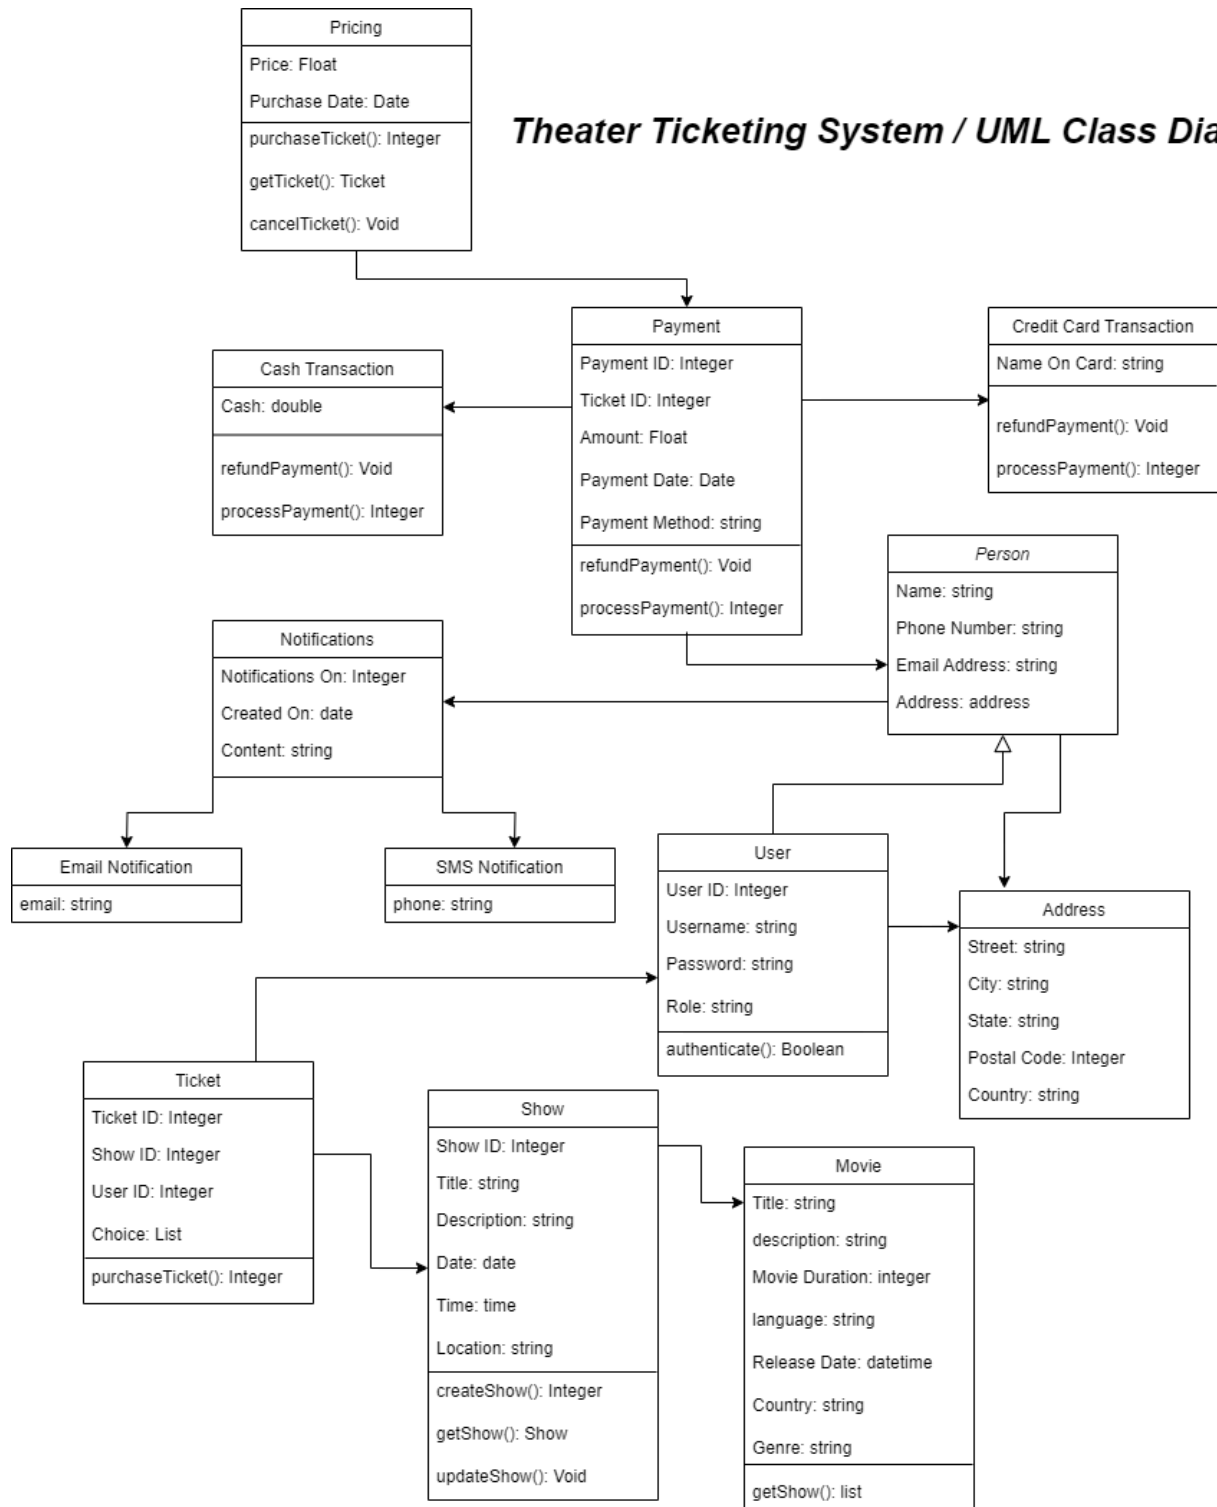 Pricing
Price: Float
Purchase Date: Date
purchaseTicket(): Integer
getTicket(): Ticket
cancelTicket(): Void
Theater Ticketing System / UML Class Dia
Payment
Payment ID: Integer
Ticket ID: Integer
Amount: Float
Payment Date: Date
Payment Method: string
refundPayment(): Void
processPayment(): Integer
Credit Card Transaction
Name On Card: string
refundPayment(): Void
processPayment(): Integer
Cash Transaction
Cash: double
refundPayment(): Void
processPayment(): Integer
Person
Name: string
Phone Number: string
Email Address: string
Address: address
Notifications
Notifications On: Integer
Created On: date
Content: string
Email Notification
email: string
SMS Notification
phone: string
User
User ID: Integer
Username: string
Password: string
Role: string
authenticate(): Boolean
Address
Street: string
City: string
State: string
Postal Code: Integer
Country: string
Ticket
Ticket ID: Integer
Show ID: Integer
User ID: Integer
Choice: List
purchaseTicket(): Integer
Show
Show ID: Integer
Title: string
Description: string
Date: date
Time: time
Location: string
createShow(): Integer
getShow(): Show
updateShow(): Void
Movie
Title: string
description: string
Movie Duration: integer
language: string
Release Date: datetime
Country: string
Genre: string
getShow(): list